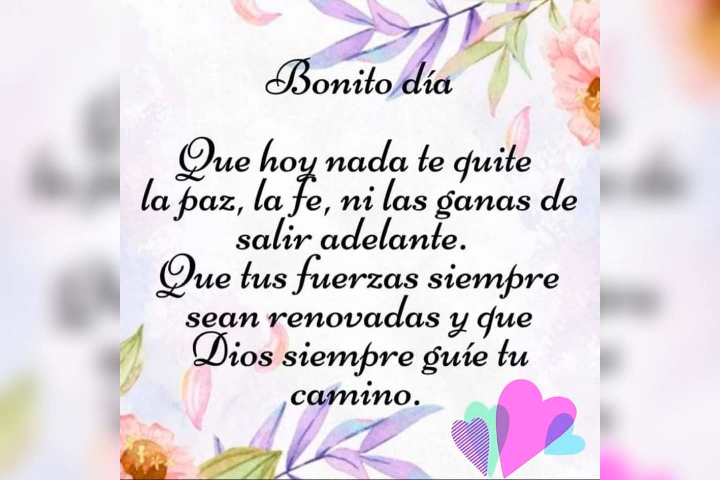 Bonito día
Que hoy nada te quite
la paz, la fe, ni las ganas de
salir adelante.
Que tus fuerzas siempre
sean renovadas y que
Dios siempre guíe tu
camino.